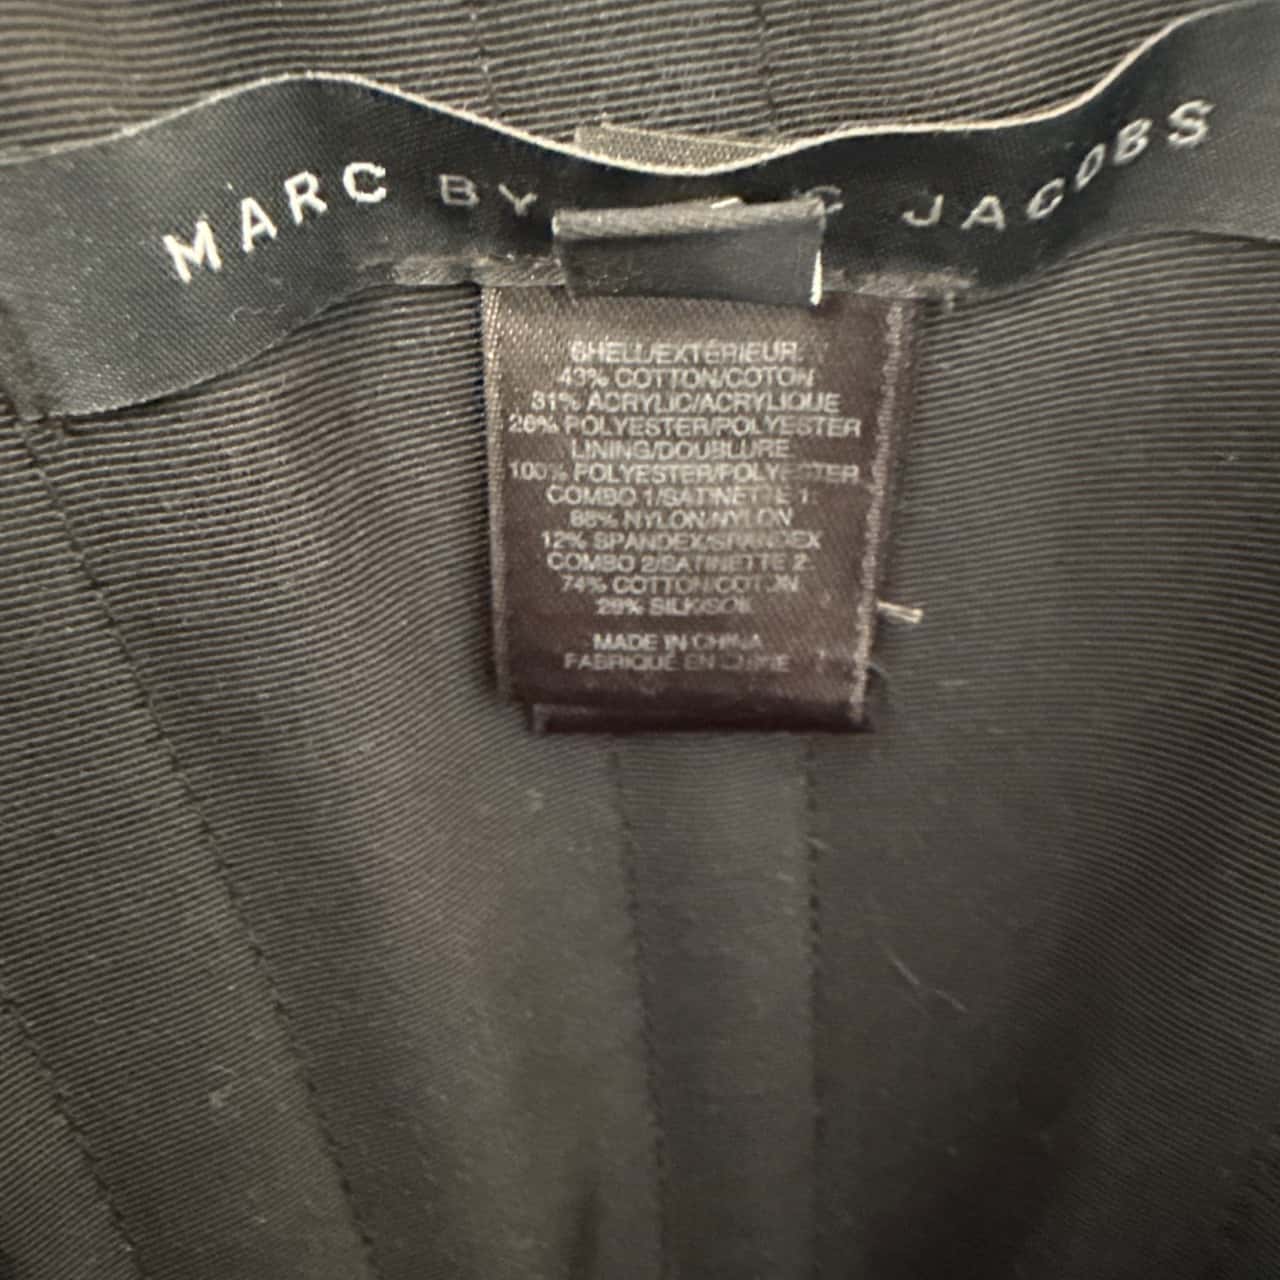 MARC BY C JACOBS
SHELL/EXTÉRIEUR:
43% COTTON/COTON
31% ACRYLIC/ACRYLIQUE
26% POLYESTER/POLYESTER
LINING/DOUBLURE
100% POLYESTER/POLYESTER
COMBO 1/SATINETTE 1:
88% NYLON/NYLON
12% SPANDEX/SPANDEX
COMBO 2/SATINETTE 2:
74% COTTON/COTON
26% SILK/SOIE
MADE IN CHINA
FABRIQUÉ EN CHINE